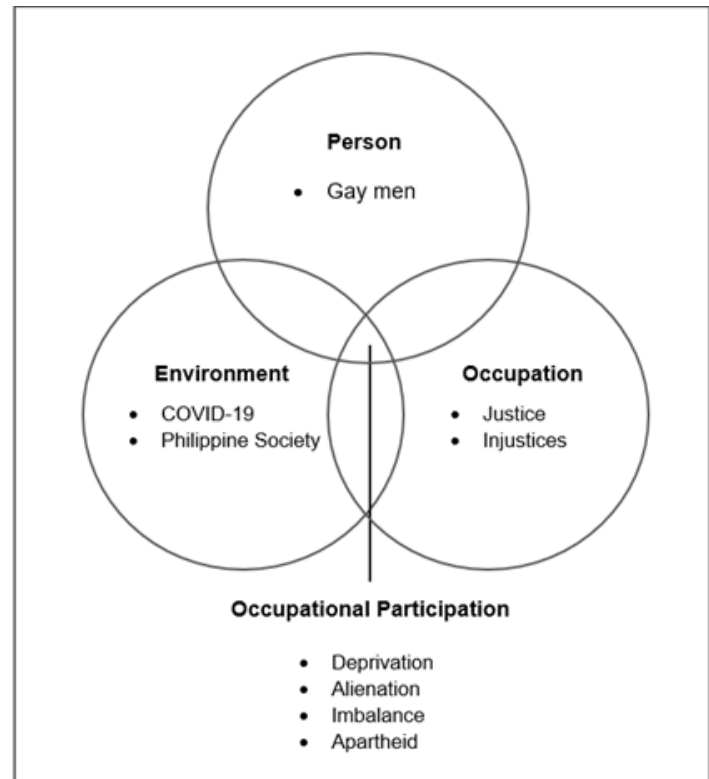 Person
• Gay men
Environment
• COVID-19
• Philippine Society
Occupation
• Justice
• Injustices
Occupational Participation
• Deprivation
• Alienation
• Imbalance
• Apartheid